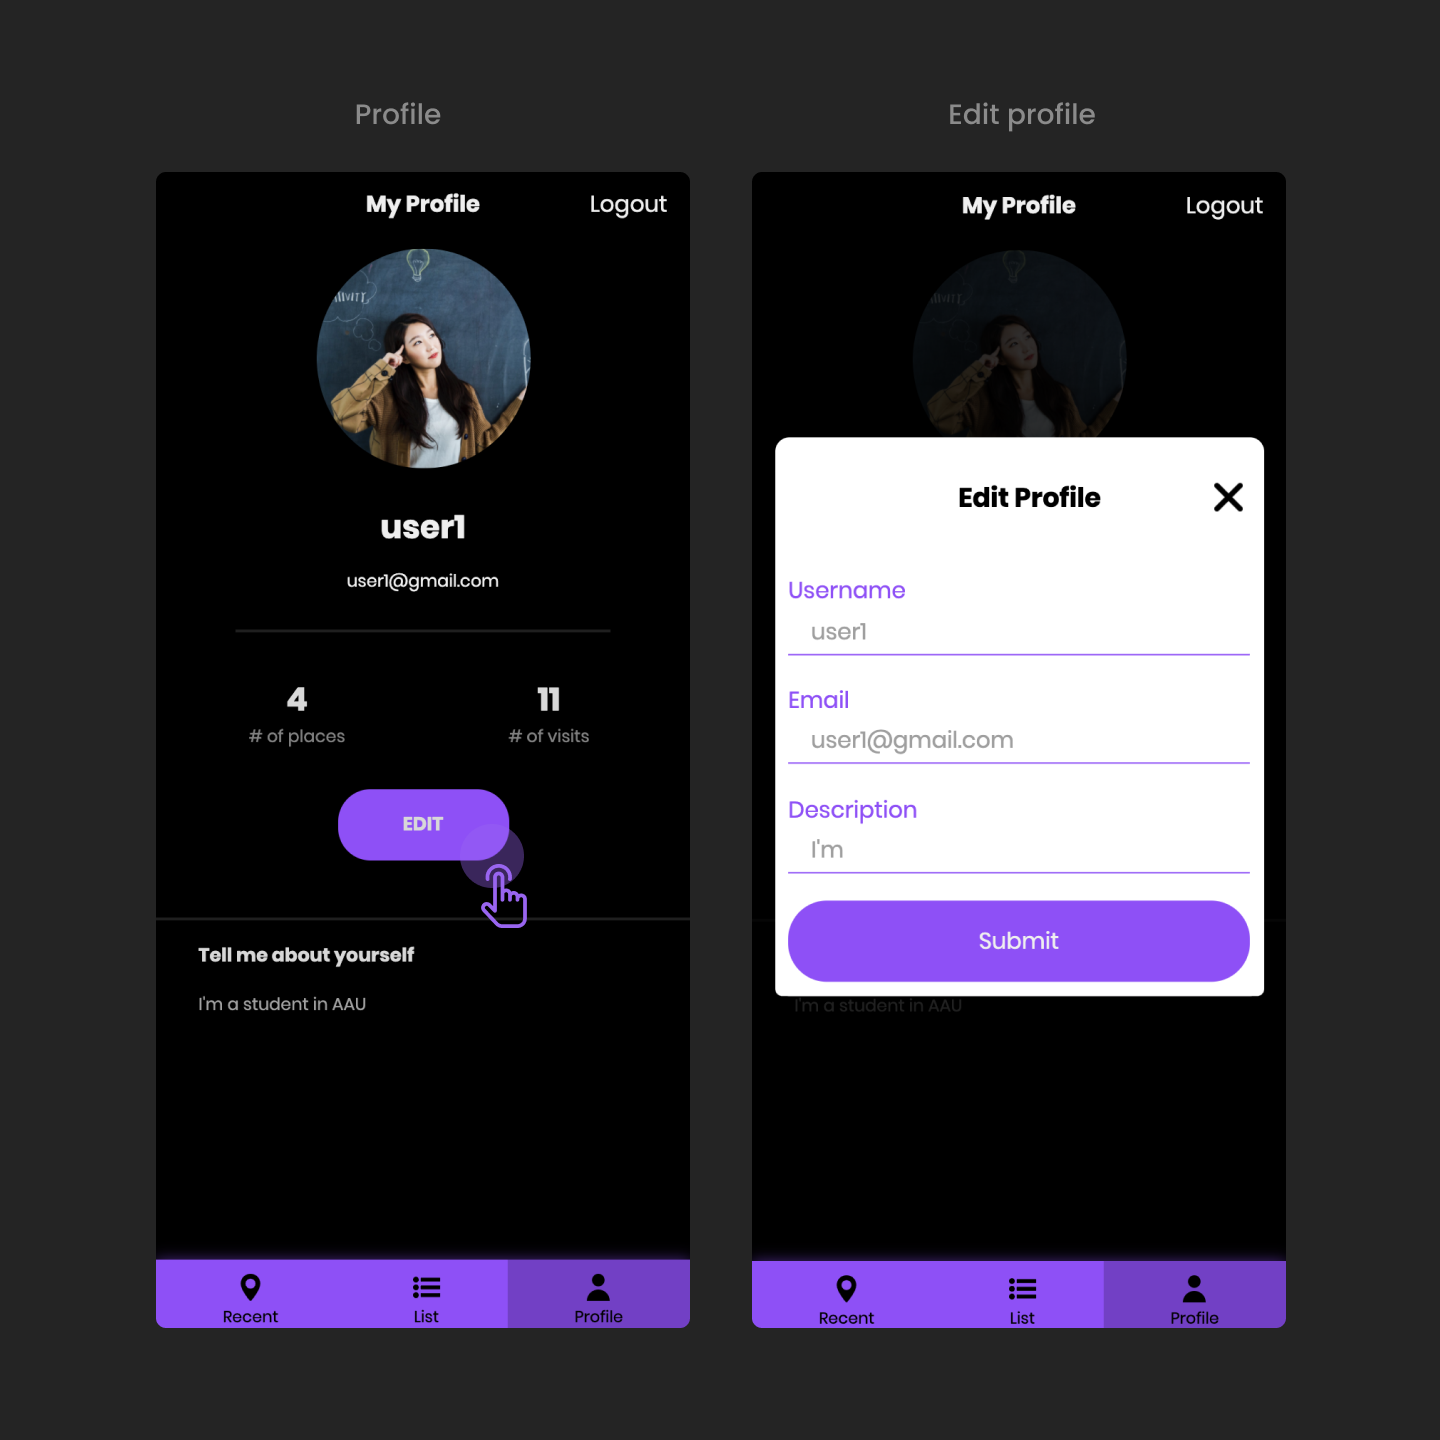 Profile
My Profile
Logout
user1
user1@gmail.com
4
# of places
11
# of visits
EDIT
Tell me about yourself
I'm a student in AAU
Recent
List
Profile
Edit profile
My Profile
Logout
Edit Profile
Username
user1
Email
user1@gmail.com
Description
I'm
Submit
I'm a student in AAU
Recent
List
Profile